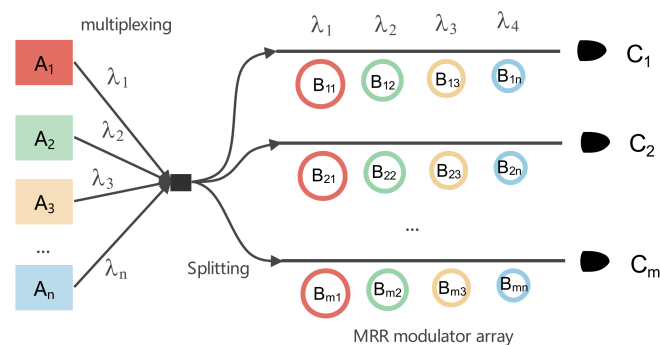 multiplexing
λ1 λ2 λ3 λ4
A1
λ1
B11 B12 B13 B1n
C1
A2
λ2
B21 B22 B23 B2n
C2
A3
λ3
...
...
An
λn
Splitting
Bm1 Bm2 Bm3 Bmn
Cm
MRR modulator array